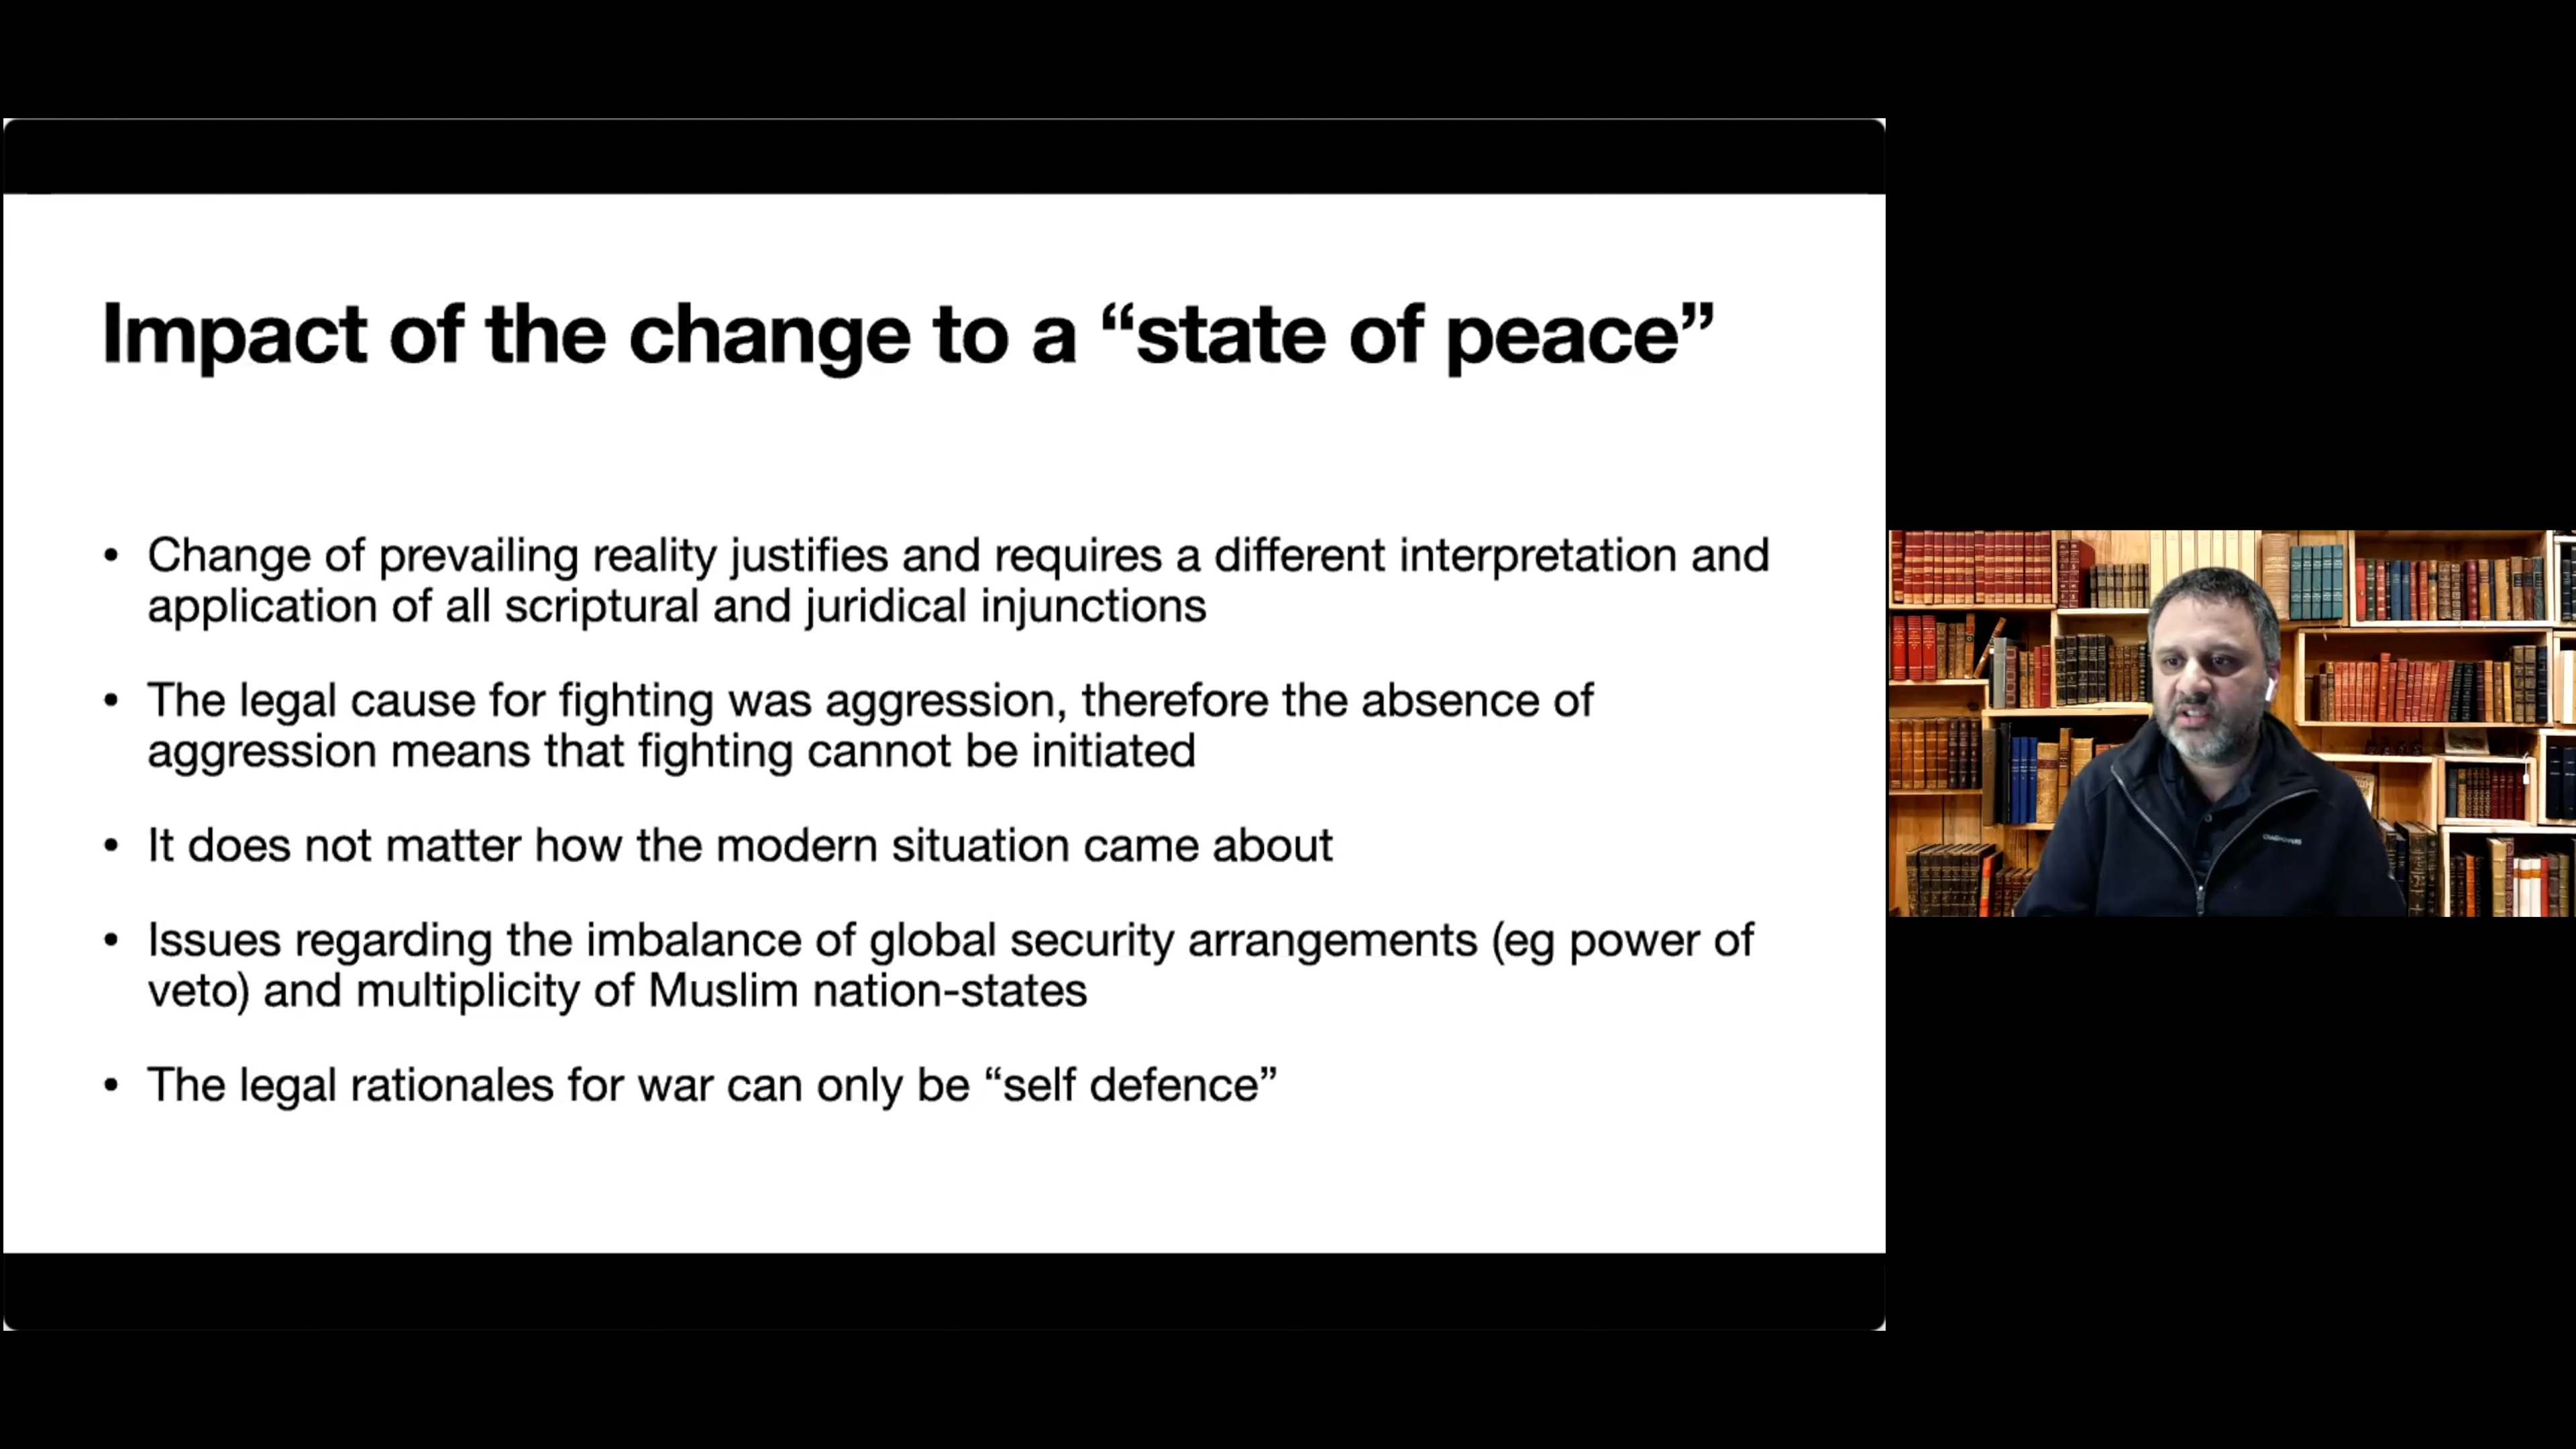 Impact of the change to a “state of peace”
• Change of prevailing reality justifies and requires a different interpretation and
application of all scriptural and juridical injunctions
• The legal cause for fighting was aggression, therefore the absence of
aggression means that fighting cannot be initiated
• It does not matter how the modern situation came about
• Issues regarding the imbalance of global security arrangements (eg power of
veto) and multiplicity of Muslim nation-states
• The legal rationales for war can only be “self defence”